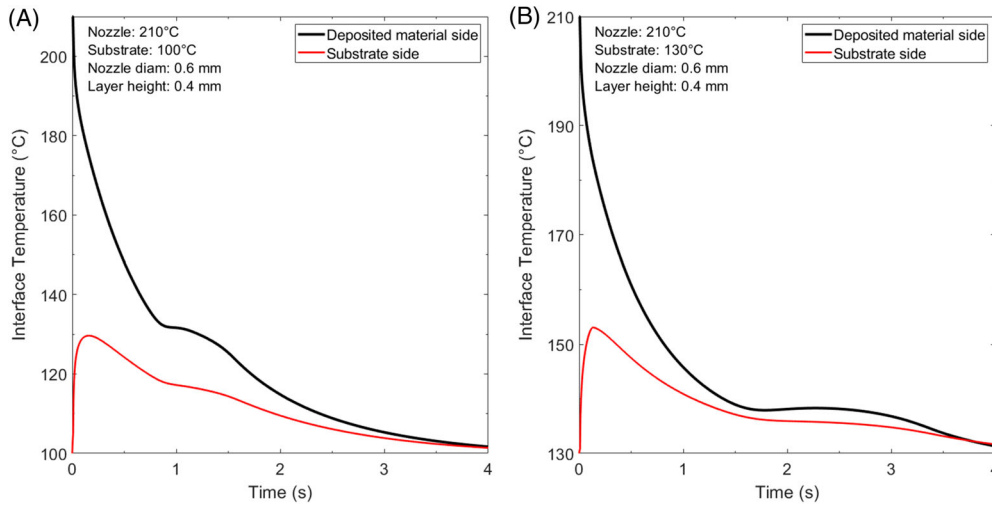 (A)
Nozzle: 210°C
Substrate: 100°C
Nozzle diam: 0.6 mm
Layer height: 0.4 mm
Deposited material side
Substrate side
Interface Temperature (°C)
200
180
160
140
120
100
0 1 2 3 4
Time (s)
(B)
Nozzle: 210°C
Substrate: 130°C
Nozzle diam: 0.6 mm
Layer height: 0.4 mm
Deposited material side
Substrate side
Interface Temperature (°C)
210
190
170
150
130
0 1 2 3 4
Time (s)